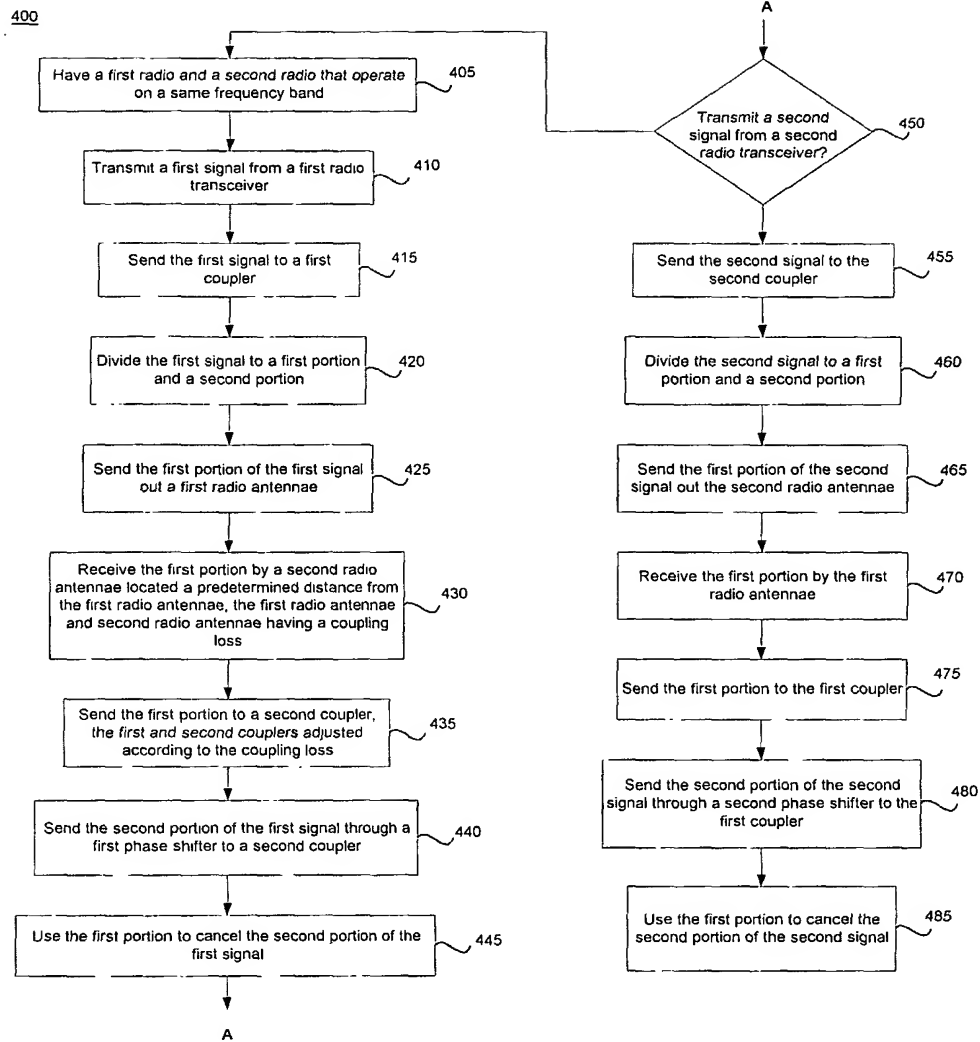 400
Have a first radio and a second radio that operate
on a same frequency band
405
Transmit a first signal from a first radio
transceiver
410
Send the first signal to a first
coupler
415
Divide the first signal to a first portion
and a second portion
420
Send the first portion of the first signal
out a first radio antennae
425
Receive the first portion by a second radio
antennae located a predetermined distance from
the first radio antennae, the first radio antennae
and second radio antennae having a coupling
loss
430
Send the first portion to a second coupler,
the first and second couplers adjusted
according to the coupling loss
435
Send the second portion of the first signal through a
first phase shifter to a second coupler
440
Use the first portion to cancel the second portion of the
first signal
445
A
A
Transmit a second
signal from a second
radio transceiver?
450
Send the second signal to the
second coupler
455
Divide the second signal to a first
portion and a second portion
460
Send the first portion of the second
signal out the second radio antennae
465
Receive the first portion by the first
radio antennae
470
Send the first portion to the first coupler
475
Send the second portion of the second
signal through a second phase shifter to the
first coupler
480
Use the first portion to cancel the
second portion of the second signal
485